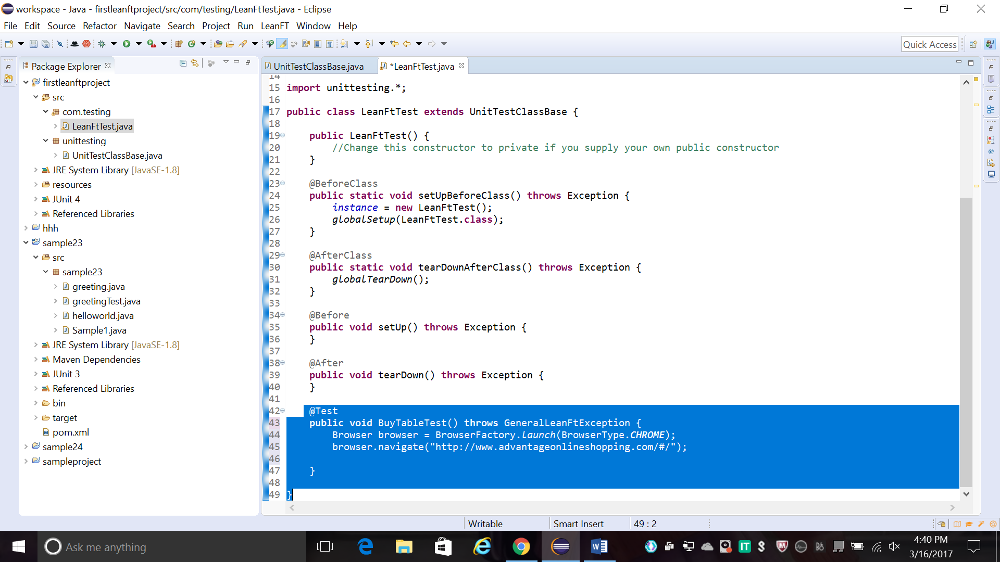 workspace - Java - firstleanftproject/src/com/testing/LeanFtTest.java - Eclipse
File Edit Source Refactor Navigate Search Project Run LeanFT Window Help
Quick Access
Package Explorer
firstleanftproject
src
com.testing
LeanFtTest.java
unittesting
UnitTestClassBase.java
JRE System Library [JavaSE-1.8]
resources
JUnit 4
Referenced Libraries
hhh
sample23
src
sample23
greeting.java
greetingTest.java
helloworld.java
Sample1.java
JRE System Library [JavaSE-1.8]
Maven Dependencies
JUnit 3
Referenced Libraries
bin
target
pom.xml
sample24
sampleproject
UnitTestClassBase.java *LeanFtTest.java
14
15 import unittesting.*;
16
17 public class LeanFtTest extends UnitTestClassBase {
18
19 public LeanFtTest() {
20 //Change this constructor to private if you supply your own public constructor
21 }
22
23 @BeforeClass
24 public static void setUpBeforeClass() throws Exception {
25 instance = new LeanFtTest();
26 globalSetup(LeanFtTest.class);
27 }
28
29 @AfterClass
30 public static void tearDownAfterClass() throws Exception {
31 globalTearDown();
32 }
33
34 @Before
35 public void setUp() throws Exception {
36 }
37
38 @After
39 public void tearDown() throws Exception {
40 }
41
42 @Test
43 public void BuyTableTest() throws GeneralLeanFtException {
44 Browser browser = BrowserFactory.launch(BrowserType.CHROME);
45 browser.navigate("http://www.advantageonlineshopping.com/#/");
46
47 }
48
49 }
Writable Smart Insert 49 : 2
Ask me anything
4:40 PM
3/16/2017